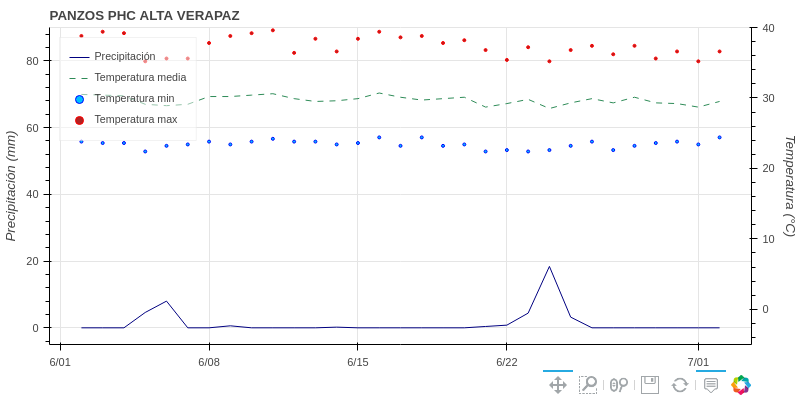 PANZOS PHC ALTA VERAPAZ
Precipitación
Temperatura media
Temperatura min
Temperatura max
Precipitación (mm)
80
60
40
20
0
Temperatura (°C)
40
30
20
10
0
6/01
6/08
6/15
6/22
7/01